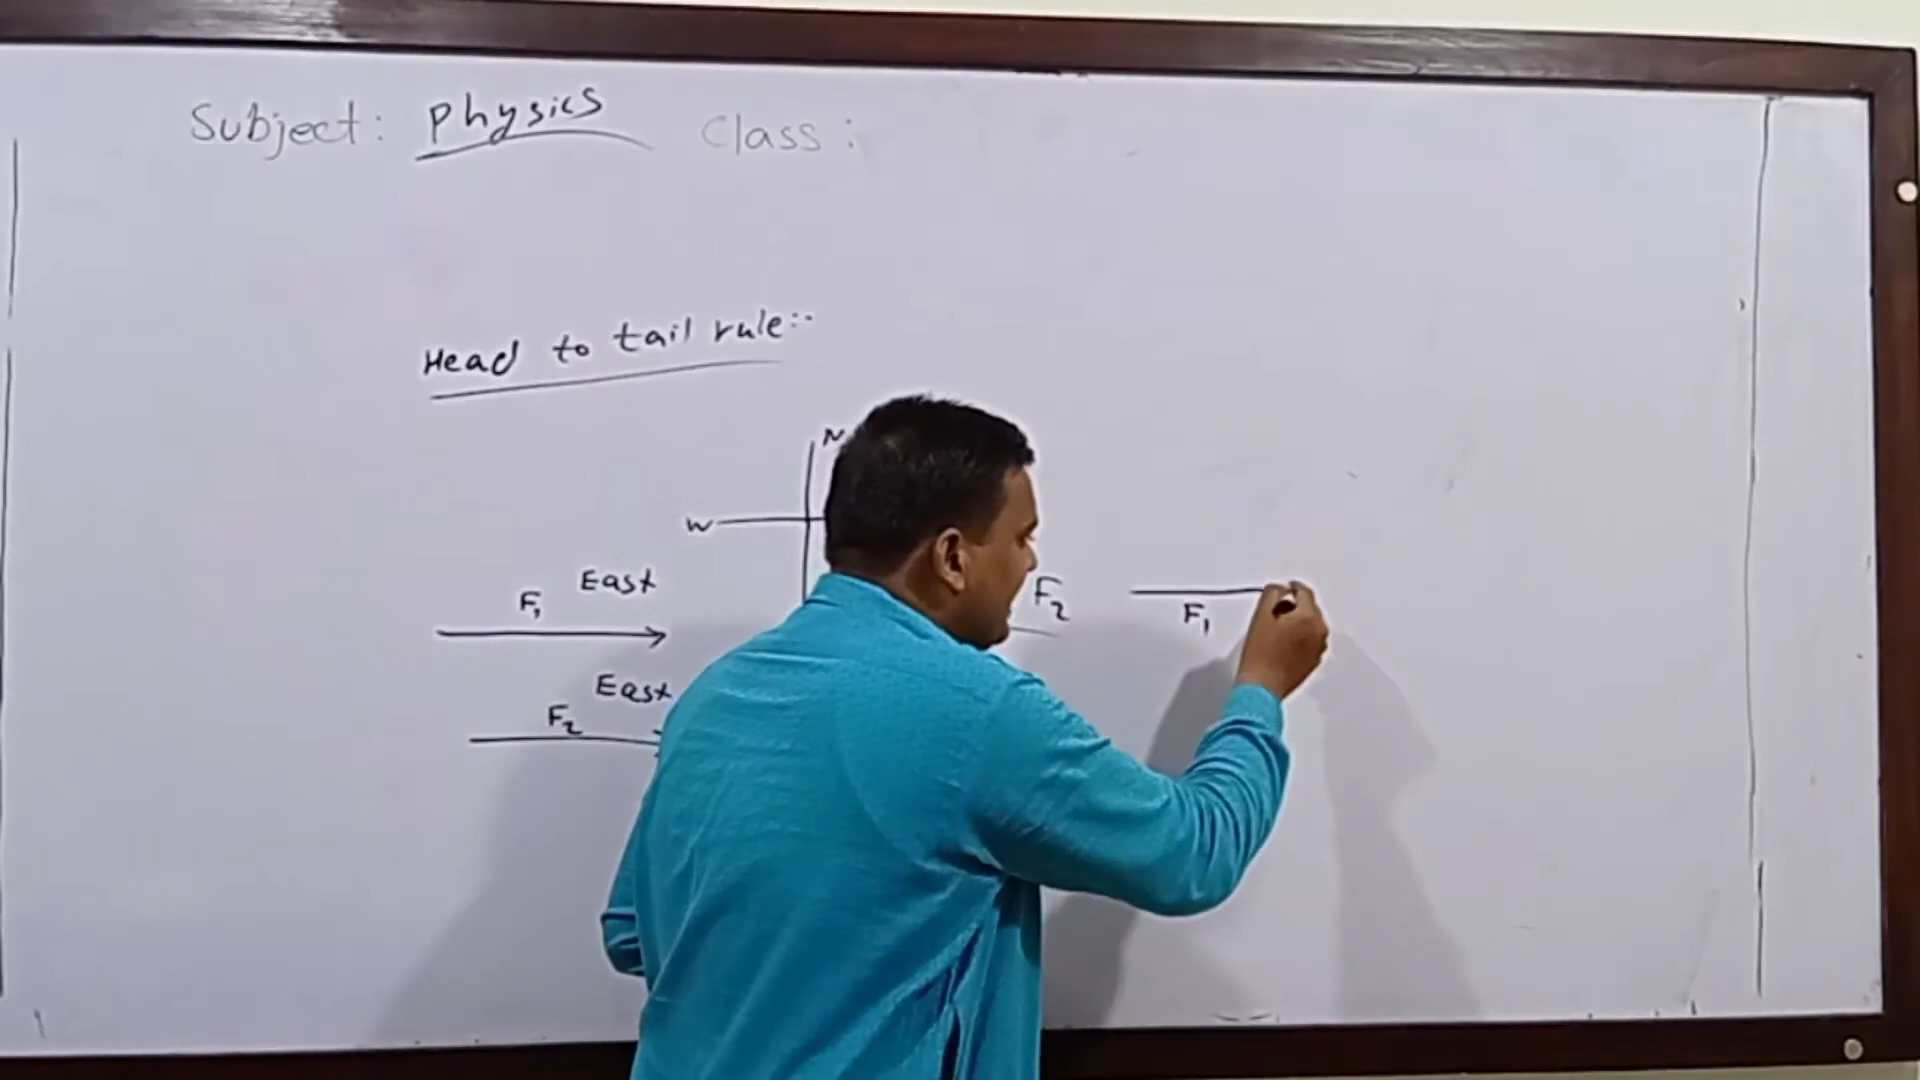 Subject: Physics Class:
Head to tail rule:-
N
W
F₁ East
F₂
F₁
F₂ East